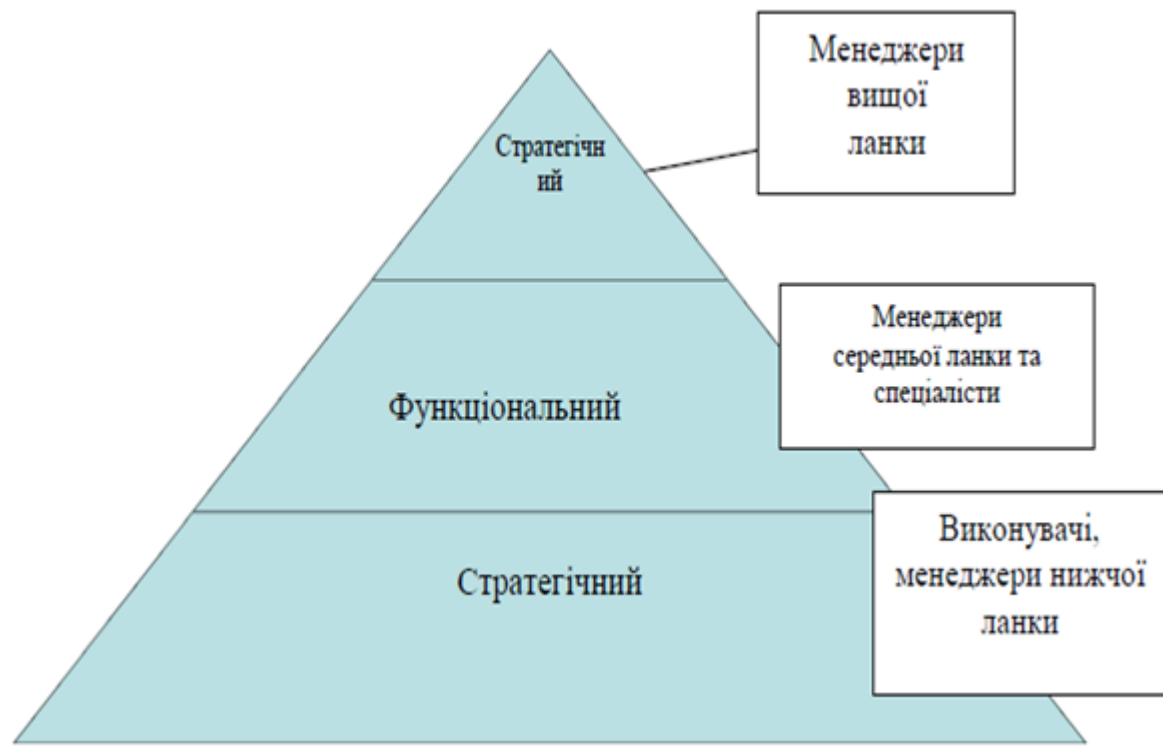 Менеджери
вищої
ланки
Стратегічн
ий
Менеджери
середньої ланки та
спеціалісти
Функціональний
Виконувачі,
менеджери нижчої
ланки
Стратегічний